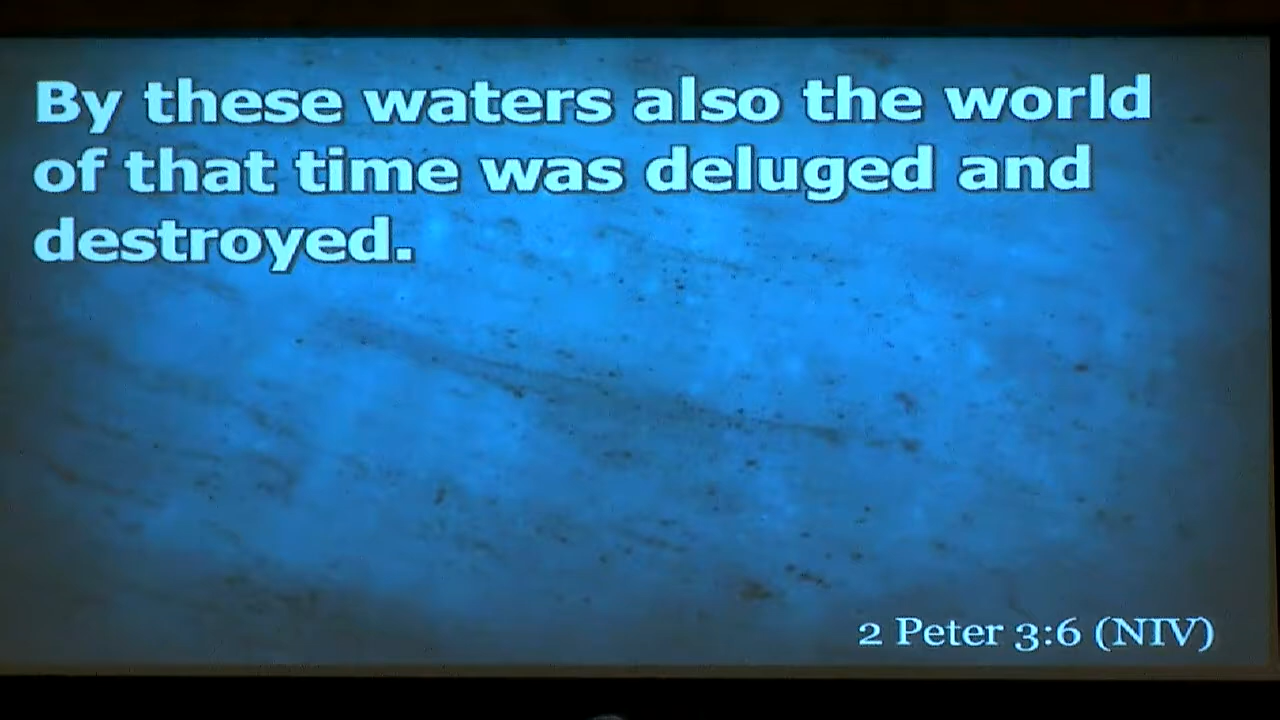 By these waters also the world
of that time was deluged and
destroyed.
2 Peter 3:6 (NIV)